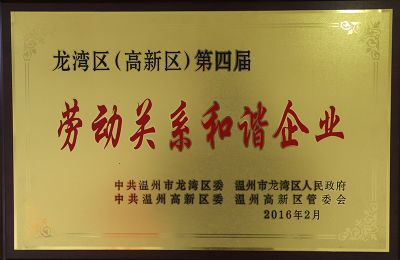 龙湾区(高新区)第四届
劳动关系和谐企业
中共温州市龙湾区委 温州市龙湾区人民政府
中共温州高新区委 温州高新区管委会
2016年2月